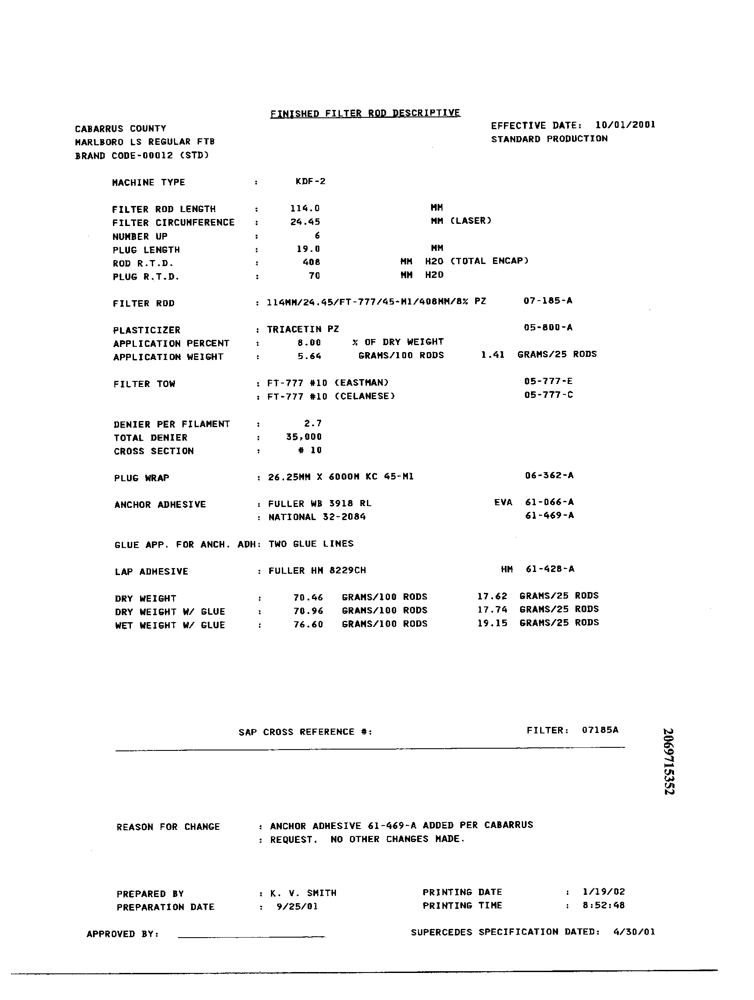 FINISHED FILTER ROD DESCRIPTIVE
CABARRUS COUNTY EFFECTIVE DATE: 10/01/2001
MARLBORO LS REGULAR FTB STANDARD PRODUCTION
BRAND CODE-00012 (STD)
MACHINE TYPE : KDF-2
FILTER ROD LENGTH : 114.0 MM
FILTER CIRCUMFERENCE : 24.45 MM (LASER)
NUMBER UP : 6
PLUG LENGTH : 19.0 MM
ROD R.T.D. : 408 MM H2O (TOTAL ENCAP)
PLUG R.T.D. : 70 MM H2O
FILTER ROD : 114MM/24.45/FT-777/45-M1/408MM/8% PZ 07-185-A
PLASTICIZER : TRIACETIN PZ 05-800-A
APPLICATION PERCENT : 8.00 % OF DRY WEIGHT
APPLICATION WEIGHT : 5.64 GRAMS/100 RODS 1.41 GRAMS/25 RODS
FILTER TOW : FT-777 #10 (EASTMAN) 05-777-E
: FT-777 #10 (CELANESE) 05-777-C
DENIER PER FILAMENT : 2.7
TOTAL DENIER : 35,000
CROSS SECTION : # 10
PLUG WRAP : 26.25MM X 6000M KC 45-M1 06-362-A
ANCHOR ADHESIVE : FULLER WB 3918 RL EVA 61-066-A
: NATIONAL 32-2084 61-469-A
GLUE APP. FOR ANCH. ADH: TWO GLUE LINES
LAP ADHESIVE : FULLER HM 8229CH HM 61-428-A
DRY WEIGHT : 70.46 GRAMS/100 RODS 17.62 GRAMS/25 RODS
DRY WEIGHT W/ GLUE : 70.96 GRAMS/100 RODS 17.74 GRAMS/25 RODS
WET WEIGHT W/ GLUE : 76.60 GRAMS/100 RODS 19.15 GRAMS/25 RODS
SAP CROSS REFERENCE #: FILTER: 07185A
2069715352
REASON FOR CHANGE : ANCHOR ADHESIVE 61-469-A ADDED PER CABARRUS
: REQUEST. NO OTHER CHANGES MADE.
PREPARED BY : K. V. SMITH PRINTING DATE : 1/19/02
PREPARATION DATE : 9/25/01 PRINTING TIME : 8:52:48
APPROVED BY: SUPERCEDES SPECIFICATION DATED: 4/30/01